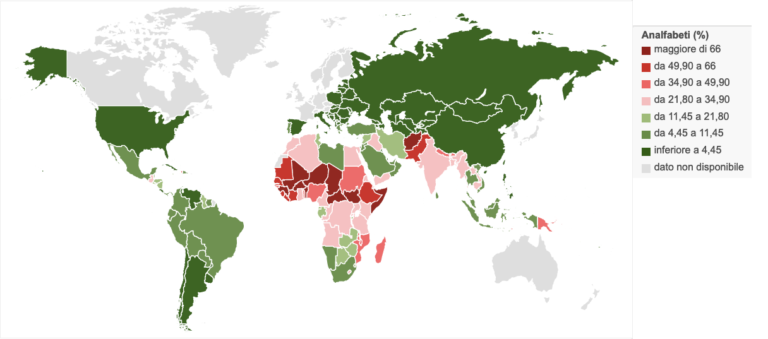 Analfabeti (%)
maggiore di 66
da 49,90 a 66
da 34,90 a 49,90
da 21,80 a 34,90
da 11,45 a 21,80
da 4,45 a 11,45
inferiore a 4,45
dato non disponibile